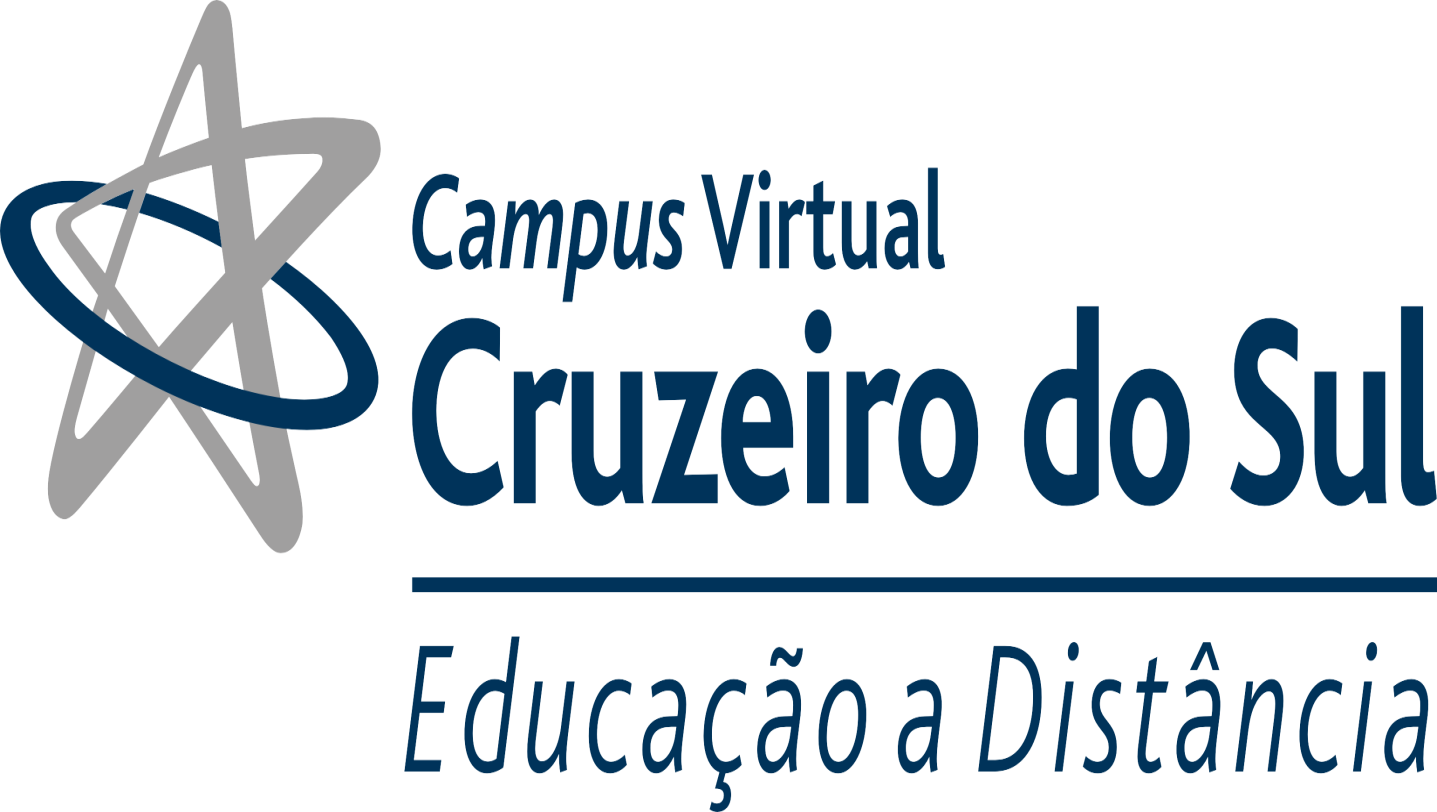 Campus Virtual
Cruzeiro do Sul
Educação a Distância